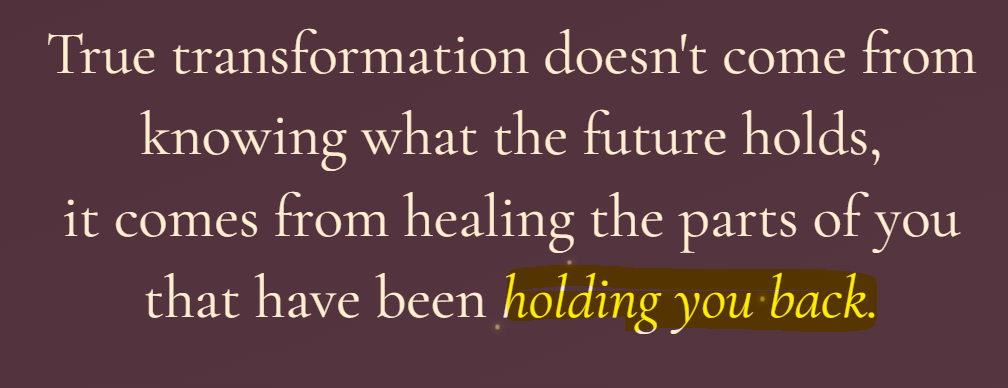 True transformation doesn't come from
knowing what the future holds,
it comes from healing the parts of you
that have been holding you back.